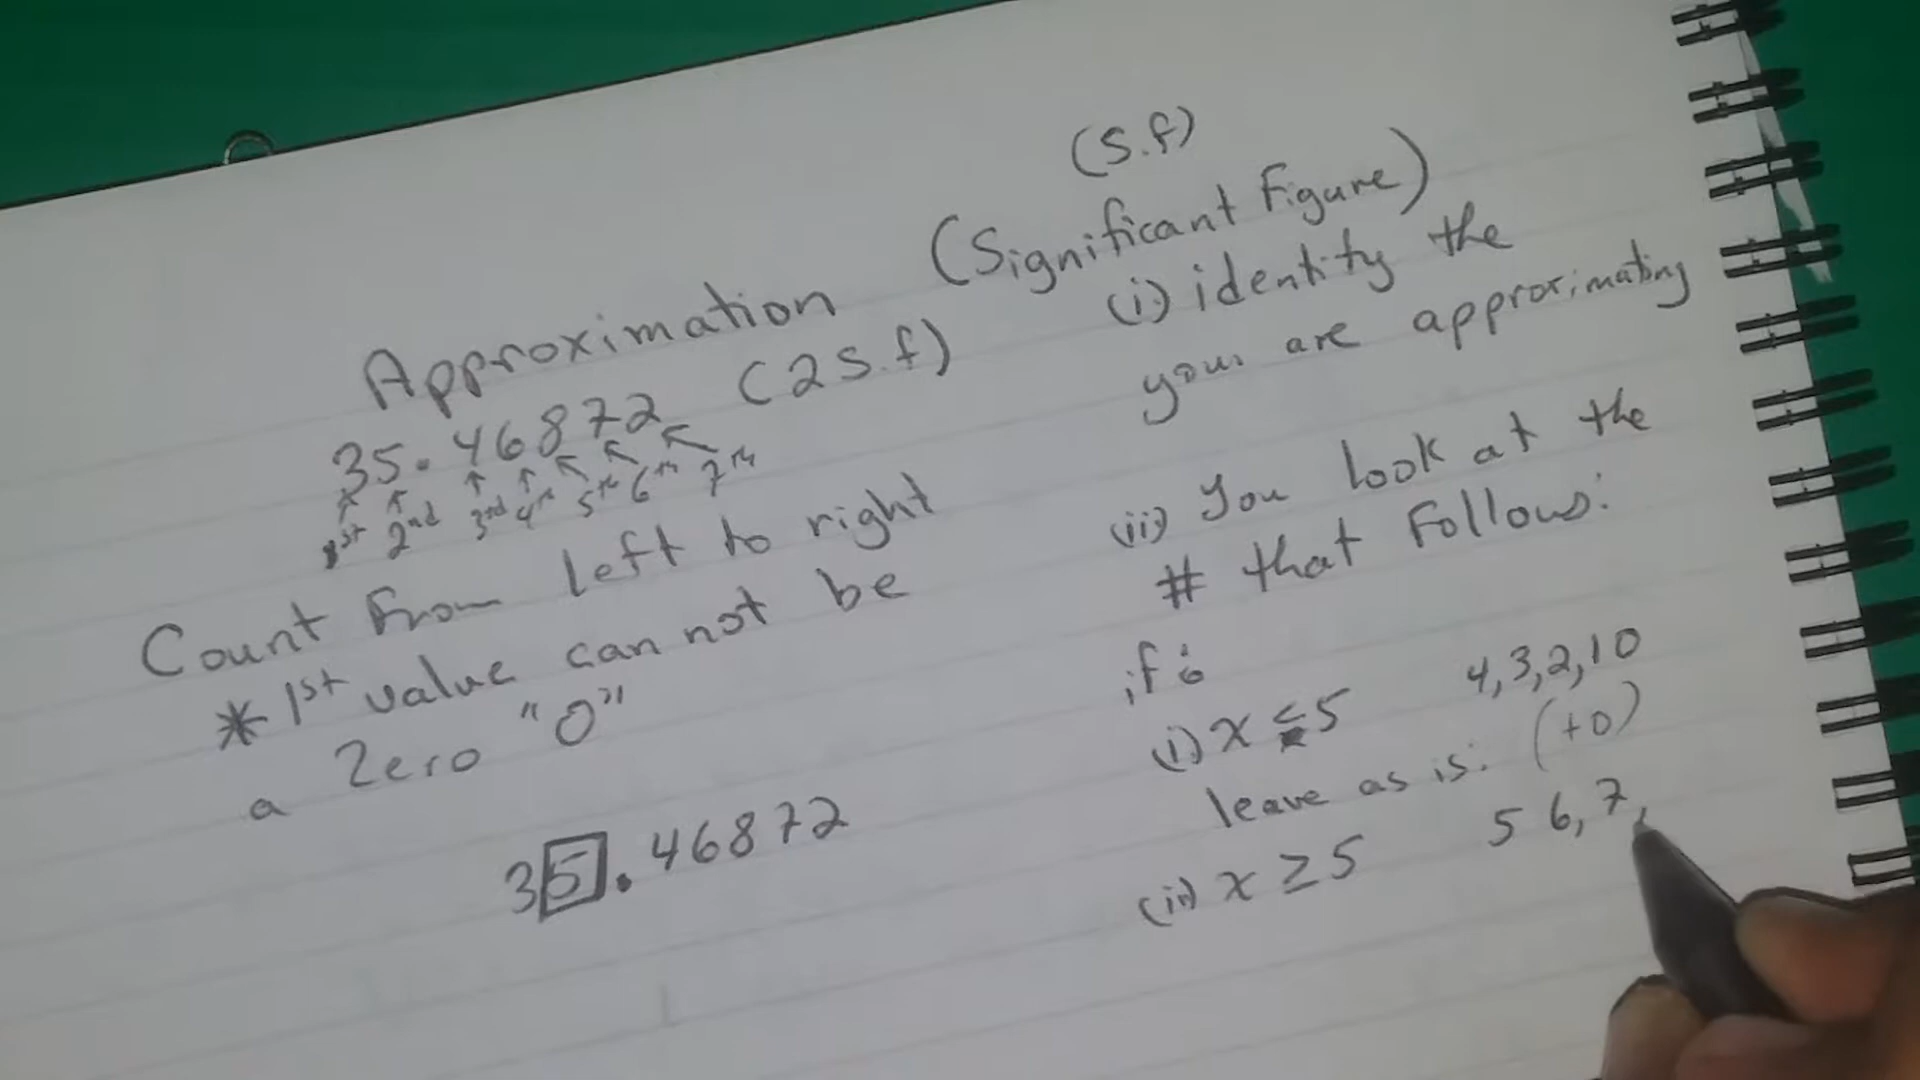 Approximation
35.46872 (2 S.f)
1st 2nd 3rd 4th 5th 6th 7th
Count From left to right
* 1st value can not be
a Zero "0"
3 5 . 46872
(S.f)
(Significant Figure)
(i) identity the
you are approximating
(ii) You look at the
# that Follows:
if:
(i) x < 5 4,3,2,1 0
leave as is: (+0)
(ii) x ≥ 5 5 6, 7,